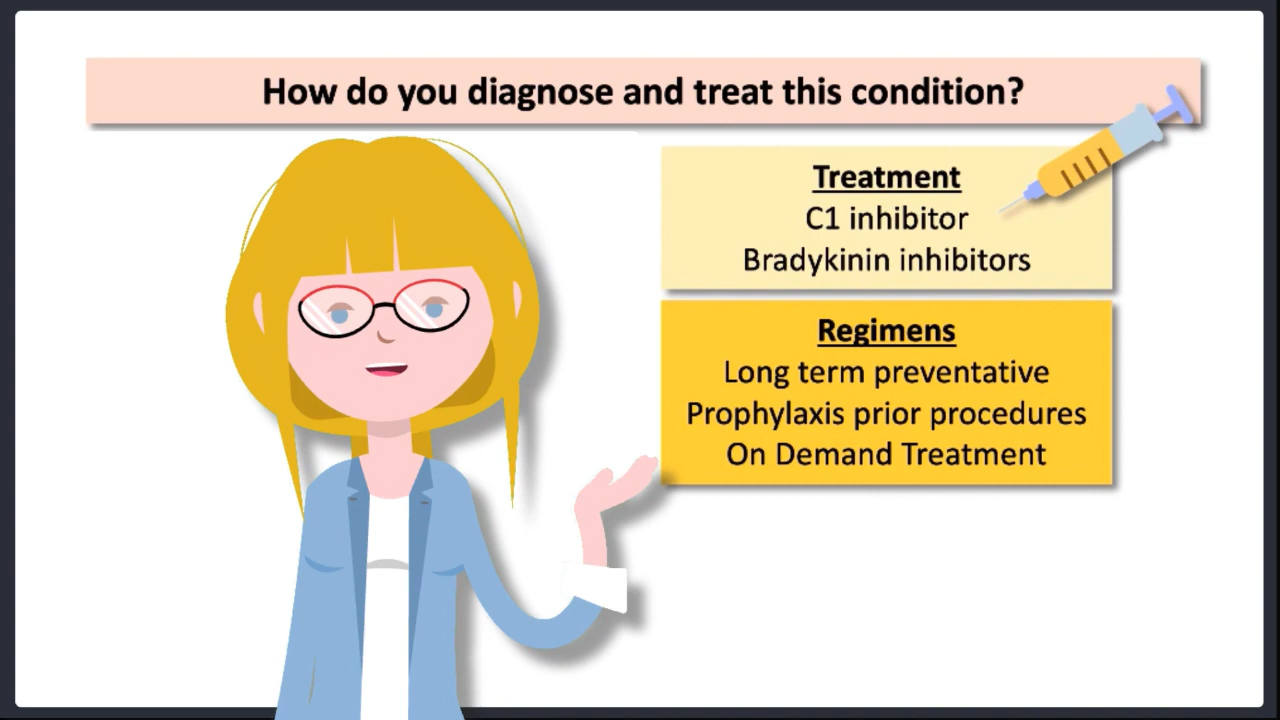 How do you diagnose and treat this condition?
Treatment
C1 inhibitor
Bradykinin inhibitors
Regimens
Long term preventative
Prophylaxis prior procedures
On Demand Treatment